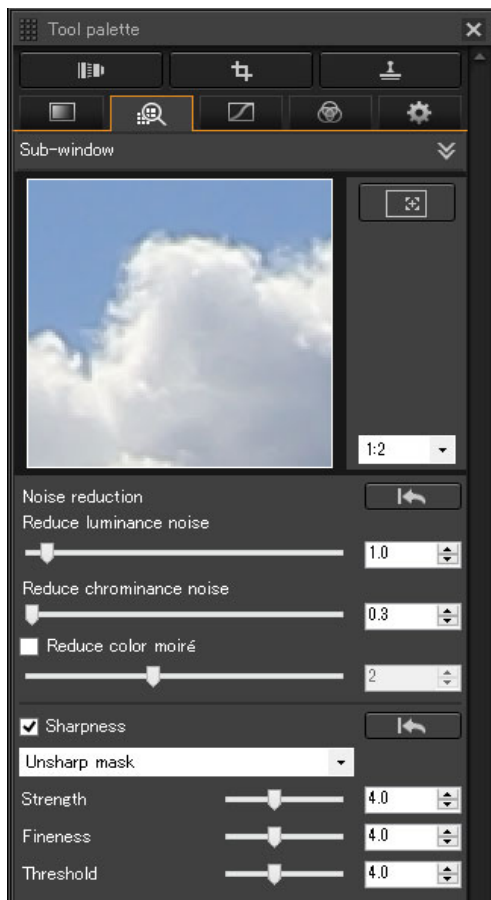 Tool palette
Sub-window
1:2
Noise reduction
Reduce luminance noise
1.0
Reduce chrominance noise
0.3
Reduce color moiré
2
Sharpness
Unsharp mask
Strength 4.0
Fineness 4.0
Threshold 4.0